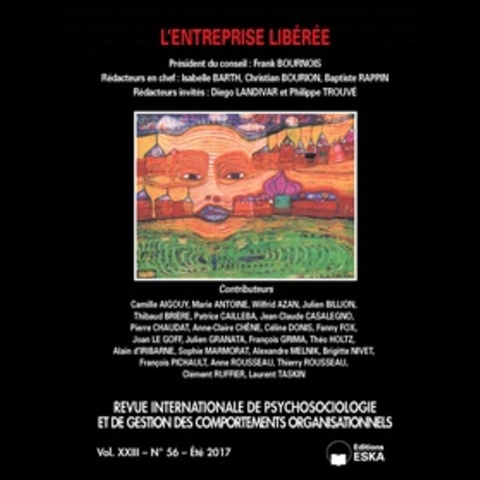 L'ENTREPRISE LIBÉRÉE
Président du conseil : Frank BOURNOIS
Rédacteurs en chef : Isabelle BARTH, Christian BOURION, Baptiste RAPPIN
Rédacteurs invités : Diego LANDIVAR et Philippe TROUVÉ
Contributeurs
Camille AIGOUY, Marie ANTOINE, Wilfrid AZAN, Julien BILLION,
Thibaud BRIÈRE, Patrice CAILLEBA, Jean-Claude CASALEGNO,
Pierre CHAUDAT, Anne-Claire CHÊNE, Céline DONIS, Fanny FOX,
Joan LE GOFF, Julien GRANATA, François GRIMA, Théo HOLTZ,
Alain d'IRIBARNE, Sophie MARMORAT, Alexandre MELNIK, Brigitte NIVET,
François PICHAULT, Anne ROUSSEAU, Thierry ROUSSEAU,
Clément RUFFIER, Laurent TASKIN
REVUE INTERNATIONALE DE PSYCHOSOCIOLOGIE
ET DE GESTION DES COMPORTEMENTS ORGANISATIONNELS
Vol. XXIII – N° 56 – Été 2017
Editions
ESKA